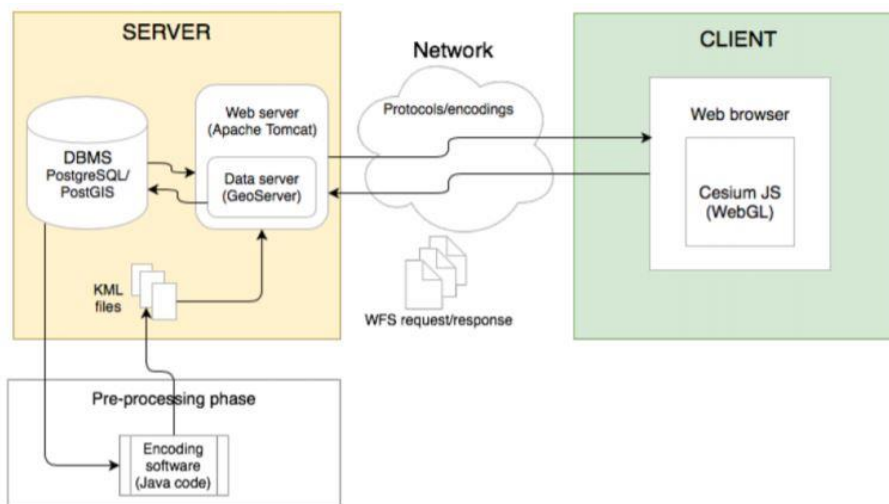 SERVER
DBMS
PostgreSQL/
PostGIS
Web server
(Apache Tomcat)
Data server
(GeoServer)
KML
files
Network
Protocols/encodings
WFS request/response
CLIENT
Web browser
Cesium JS
(WebGL)
Pre-processing phase
Encoding
software
(Java code)